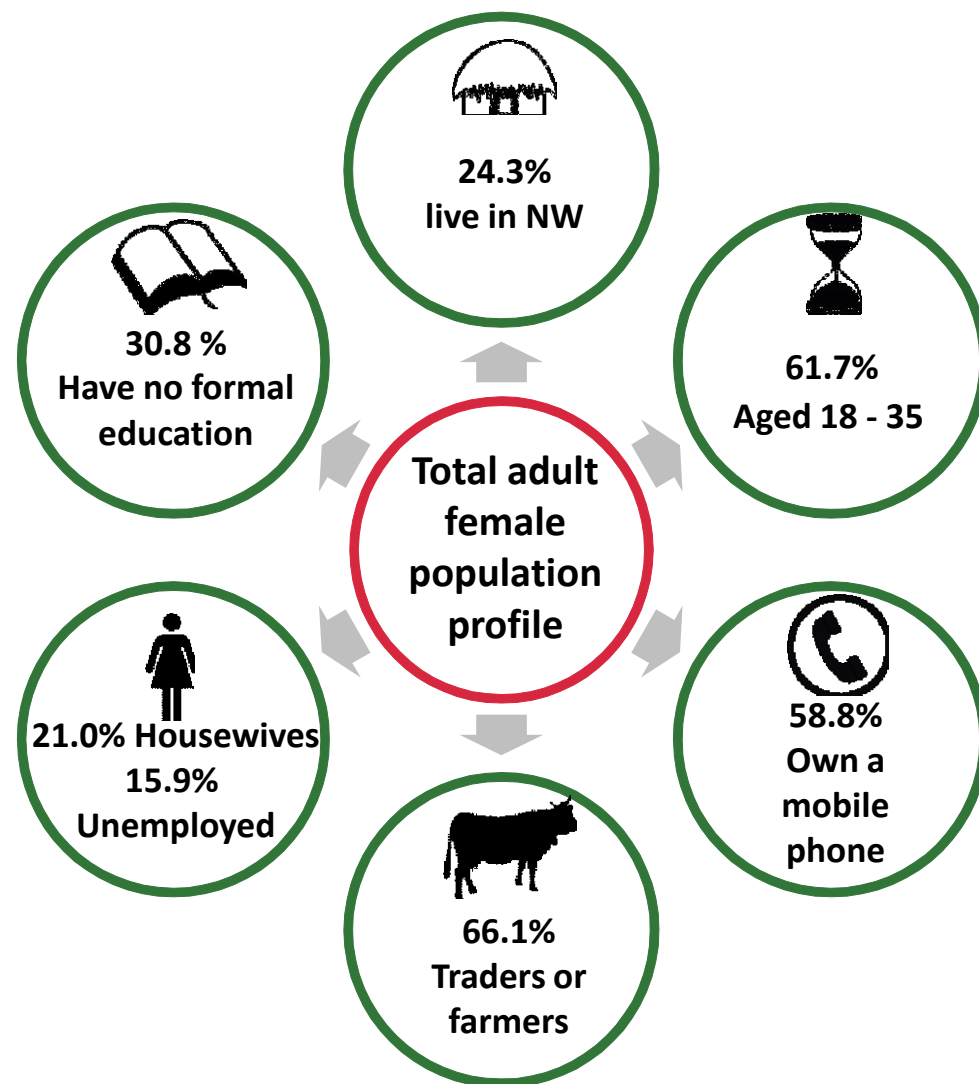 24.3%
live in NW
30.8 %
Have no formal
education
61.7%
Aged 18 - 35
Total adult
female
population
profile
21.0% Housewives
15.9%
Unemployed
58.8%
Own a
mobile
phone
66.1%
Traders or
farmers